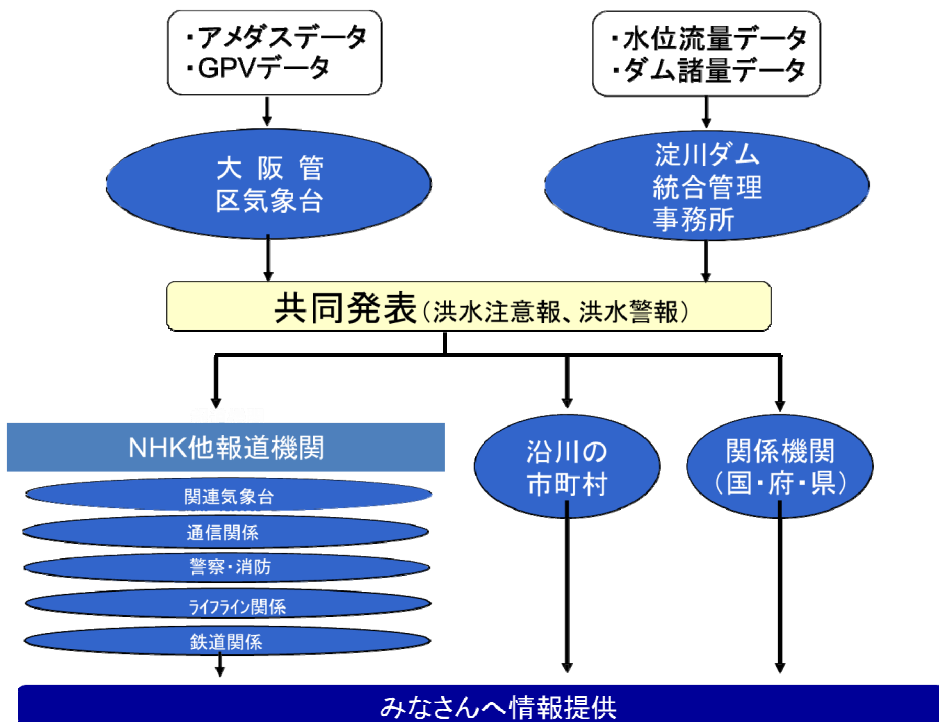 ・アメダスデータ
・GPVデータ
・水位流量データ
・ダム諸量データ
大阪管
区気象台
淀川ダム
統合管理
事務所
共同発表(洪水注意報、洪水警報)
NHK他報道機関
関連気象台
通信関係
警察・消防
ライフライン関係
鉄道関係
沿川の
市町村
関係機関
(国・府・県)
みなさんへ情報提供